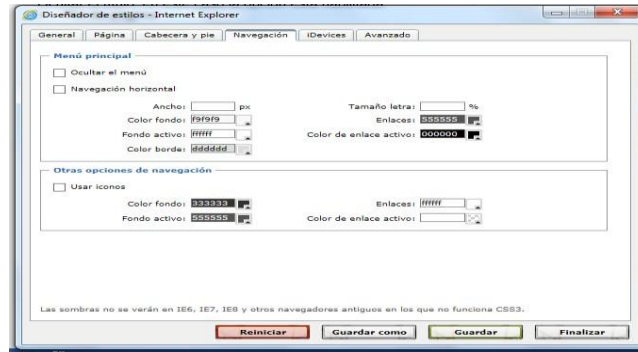 Diseñador de estilos - Internet Explorer
General Página Cabecera y pie Navegación iDevices Avanzado
Menú principal
Ocultar el menú
Navegación horizontal
Ancho: px Tamaño letra: %
Color fondo: f9f9f9 Enlaces: 555555
Fondo activo: ffffff Color de enlace activo: 000000
Color borde: dddddd
Otras opciones de navegación
Usar iconos
Color fondo: 333333 Enlaces: ffffff
Fondo activo: 555555 Color de enlace activo:
Las sombras no se verán en IE6, IE7, IE8 y otros navegadores antiguos en los que no funciona CSS3.
Reiniciar Guardar como Guardar Finalizar